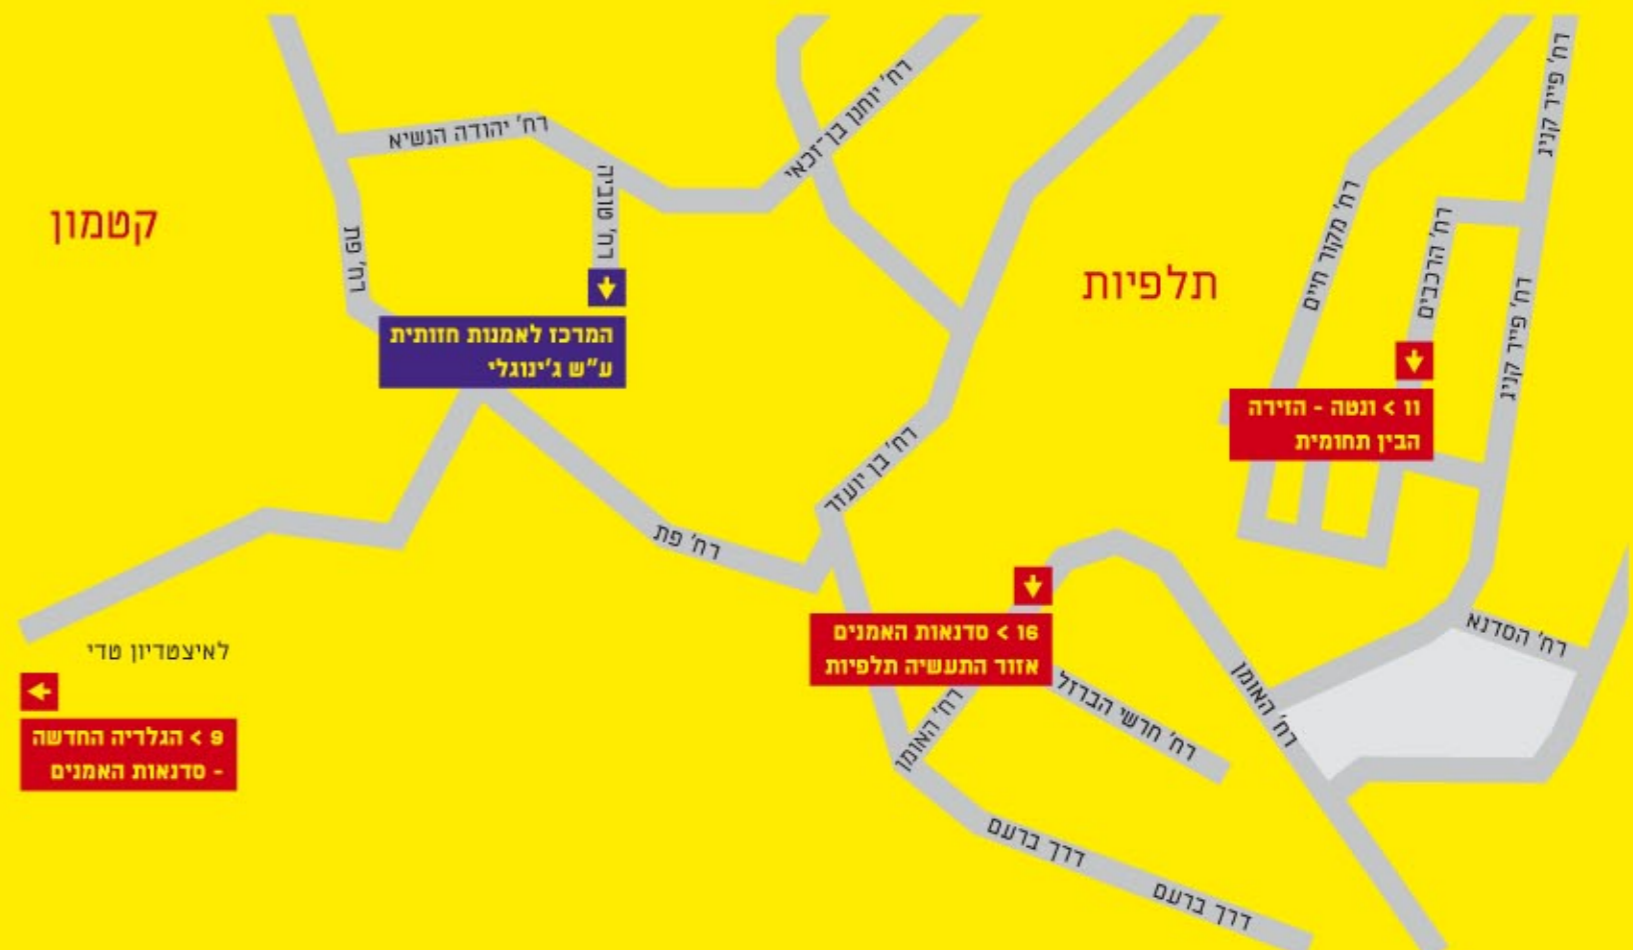 רח' פייר קניג
רח' יוחנן בן־זכאי
רח' יהודה הנשיא
רח' טוביה
קטמון
רח' פת
תלפיות
רח' מקור חיים
רח' הרכבים
רח' פייר קניג
המרכז לאמנות חזותית
ע"ש ג'ינוגלי
11 > ונטה - הזירה
הבין תחומית
רח' בן יועזר
רח' פת
16 > סדנאות האמנים
אזור התעשיה תלפיות
רח' הסדנא
לאיצטדיון טדי
רח' האומן
רח' חרשי הברזל
רח' האומן
9 > הגלריה החדשה
- סדנאות האמנים
דרך ברעם
דרך ברעם